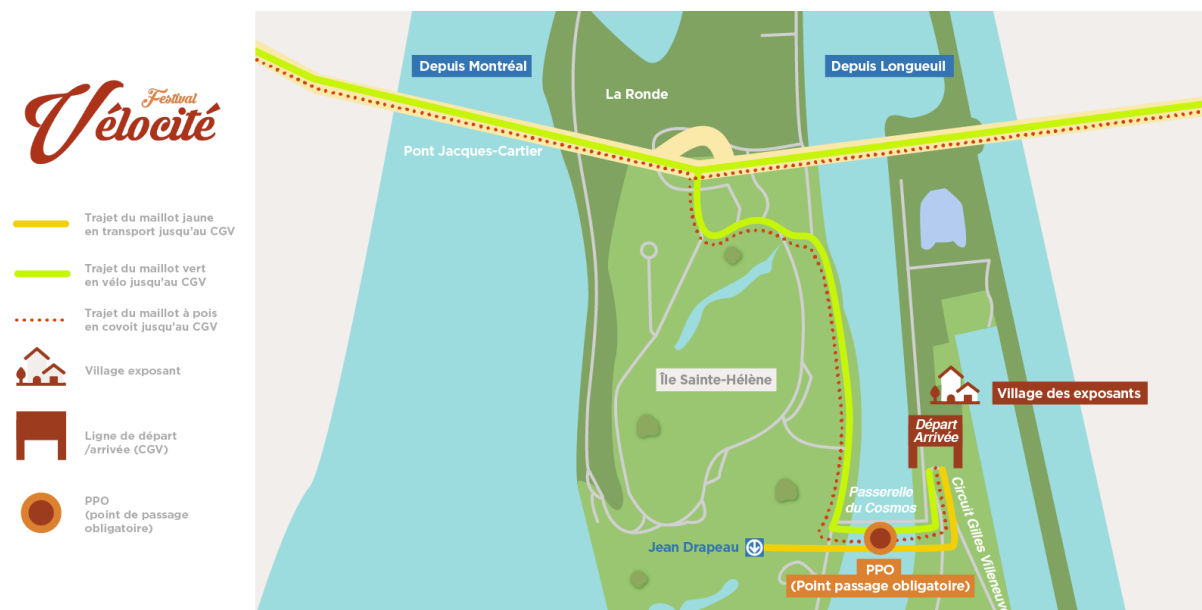 Festival
Vélocité
Trajet du maillot jaune
en transport jusqu'au CGV
Trajet du maillot vert
en vélo jusqu'au CGV
Trajet du maillot à pois
en covoit jusqu'au CGV
Village exposant
Ligne de départ
/arrivée (CGV)
PPO
(point de passage
obligatoire)
Depuis Montréal
Depuis Longueuil
La Ronde
Pont Jacques-Cartier
Île Sainte-Hélène
Village des exposants
Départ
Arrivée
Passerelle
du Cosmos
Circuit Gilles Villeneuve
Jean Drapeau
PPO
(Point passage obligatoire)